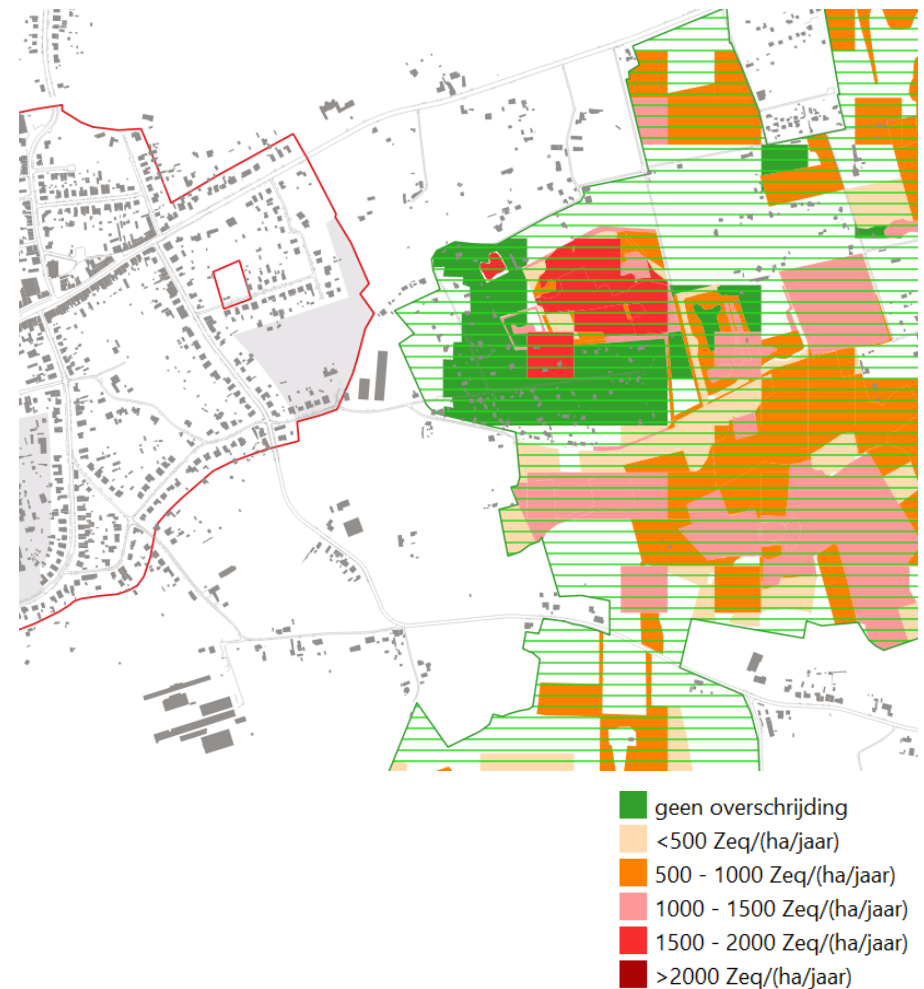 geen overschrijding
<500 Zeq/(ha/jaar)
500 - 1000 Zeq/(ha/jaar)
1000 - 1500 Zeq/(ha/jaar)
1500 - 2000 Zeq/(ha/jaar)
>2000 Zeq/(ha/jaar)